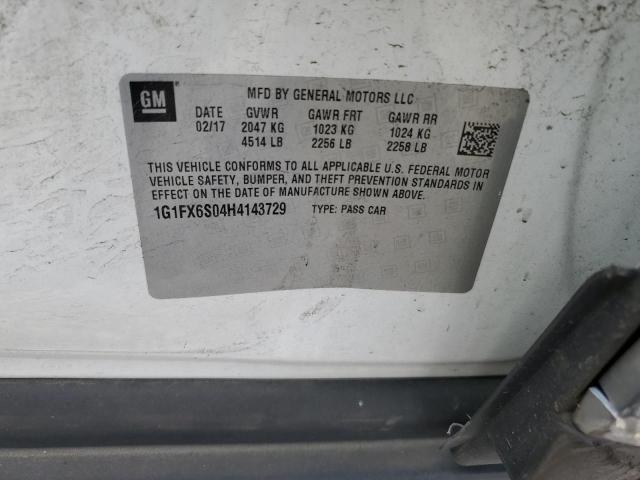 GM
MFD BY GENERAL MOTORS LLC
DATE GVWR GAWR FRT GAWR RR
02/17 2047 KG 1023 KG 1024 KG
4514 LB 2256 LB 2258 LB
THIS VEHICLE CONFORMS TO ALL APPLICABLE U.S. FEDERAL MOTOR
VEHICLE SAFETY, BUMPER, AND THEFT PREVENTION STANDARDS IN
EFFECT ON THE DATE OF MANUFACTURE SHOWN ABOVE.
1G1FX6S04H4143729 TYPE: PASS CAR